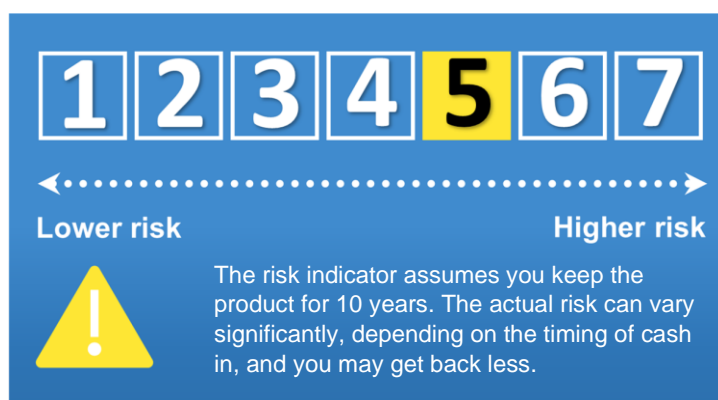 1 2 3 4 5 6 7
Lower risk Higher risk
!
The risk indicator assumes you keep the
product for 10 years. The actual risk can vary
significantly, depending on the timing of cash
in, and you may get back less.